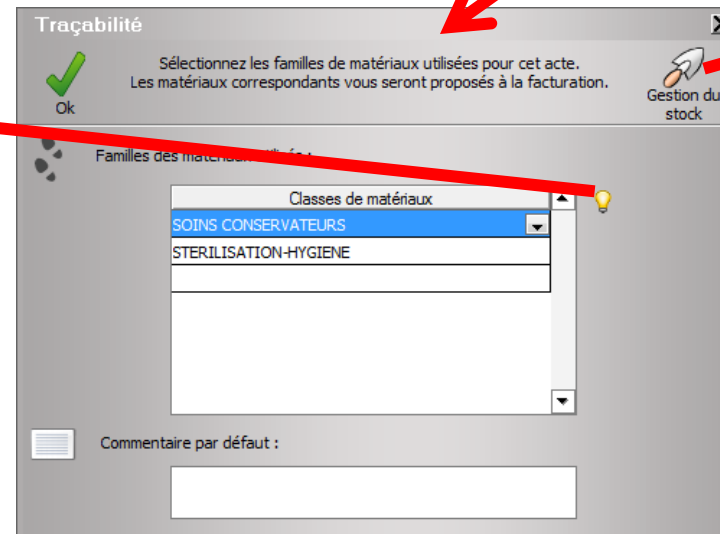 Traçabilité
Sélectionnez les familles de matériaux utilisées pour cet acte.
Les matériaux correspondants vous seront proposés à la facturation.
Ok
Gestion du
stock
Familles des matériaux :
Classes de matériaux
SOINS CONSERVATEURS
STERILISATION-HYGIENE
Commentaire par défaut :